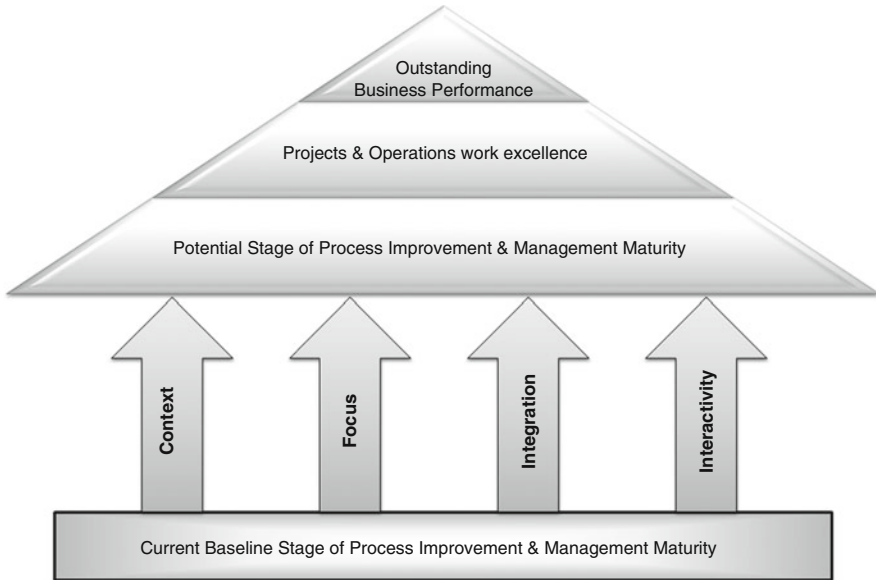 Outstanding
Business Performance
Projects & Operations work excellence
Potential Stage of Process Improvement & Management Maturity
Context
Focus
Integration
Interactivity
Current Baseline Stage of Process Improvement & Management Maturity